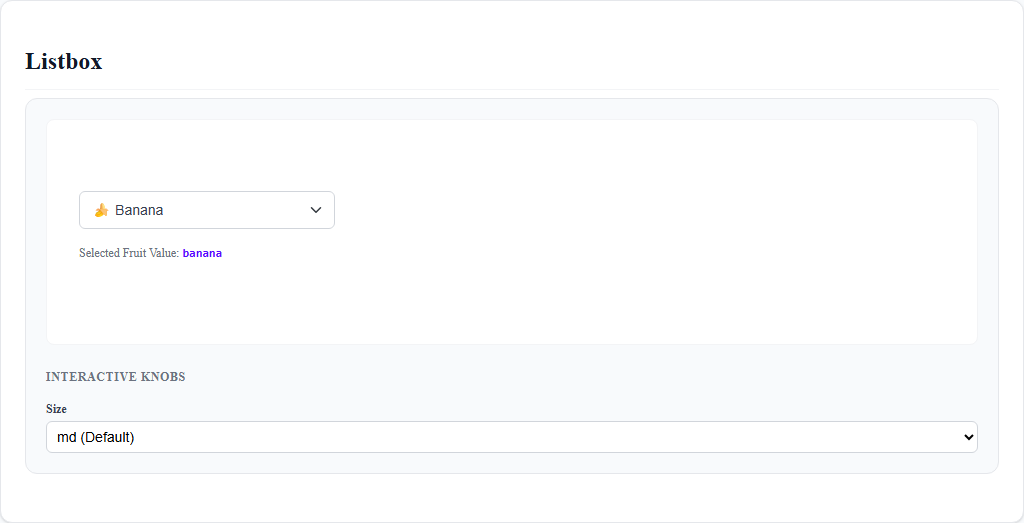 Listbox
🍌 Banana
Selected Fruit Value: banana
INTERACTIVE KNOBS
Size
md (Default)